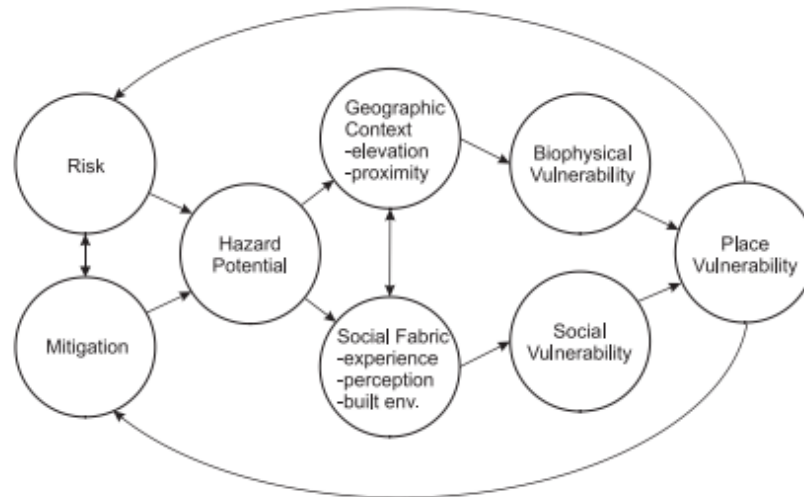 Risk
Mitigation
Hazard
Potential
Geographic
Context
-elevation
-proximity
Social Fabric
-experience
-perception
-built env.
Biophysical
Vulnerability
Social
Vulnerability
Place
Vulnerability